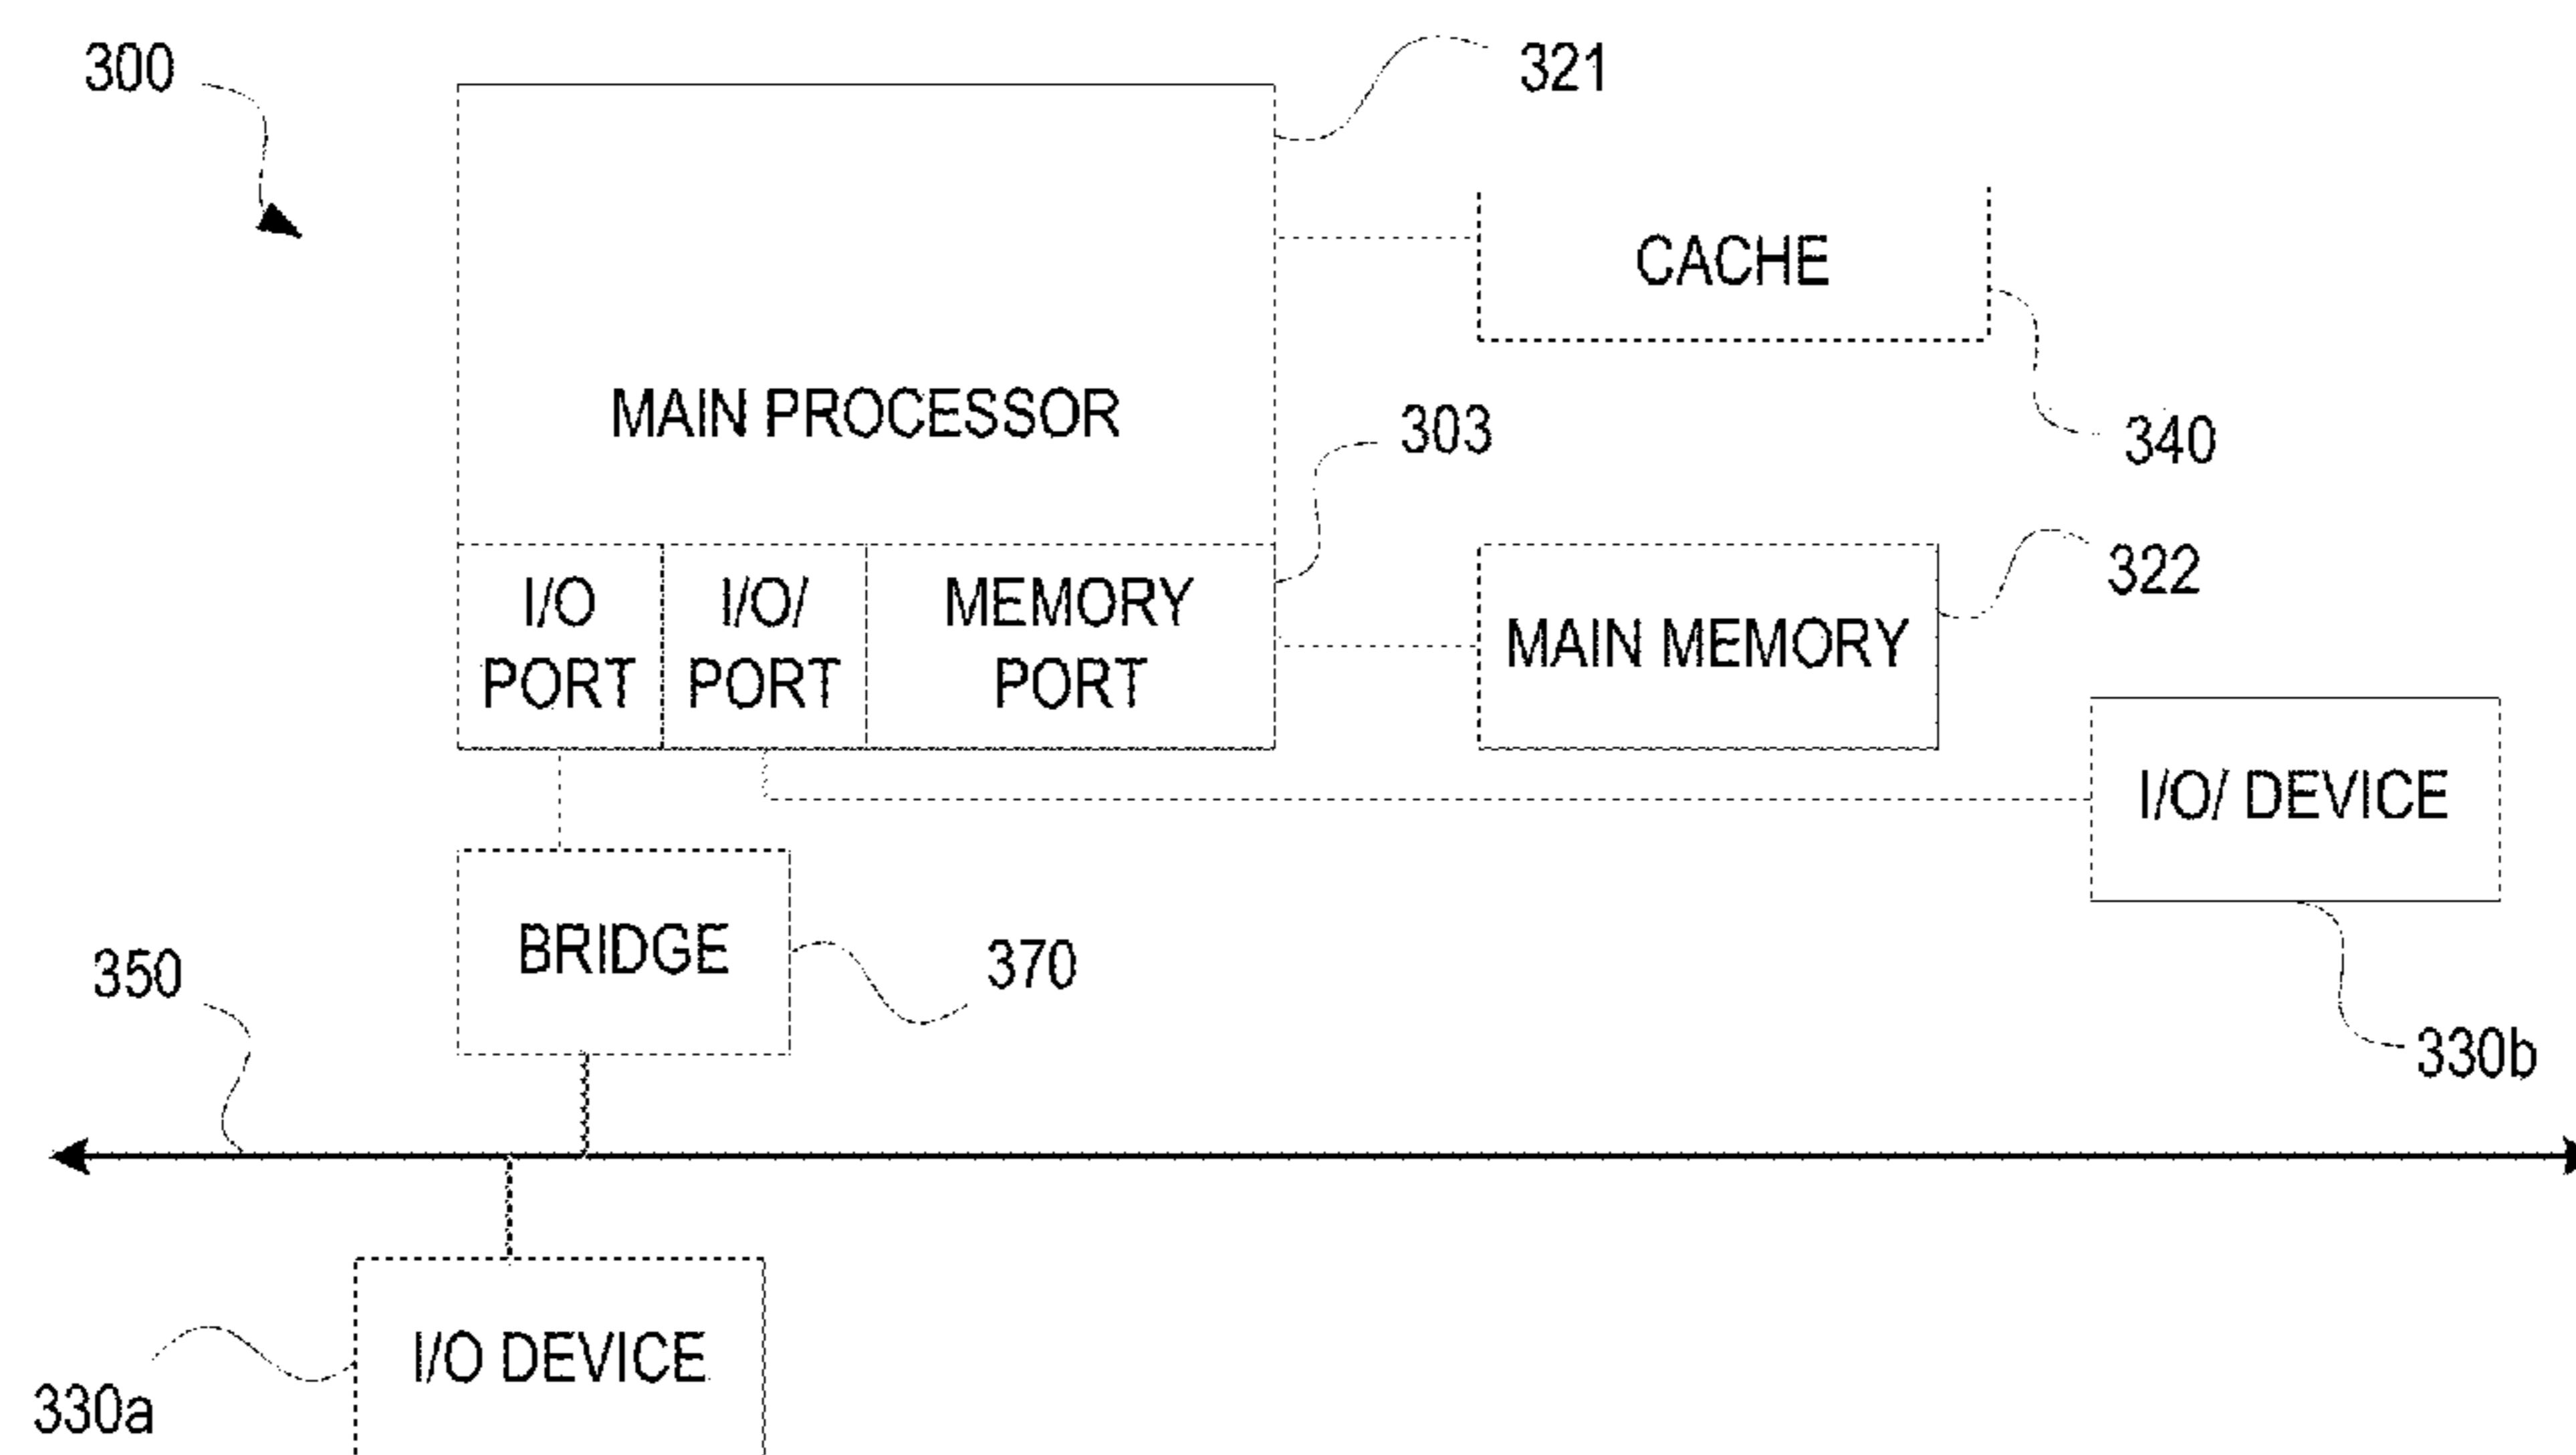 300
321
CACHE
MAIN PROCESSOR
303
340
I/O
PORT
I/O/
PORT
MEMORY
PORT
322
MAIN MEMORY
I/O/ DEVICE
BRIDGE
350
370
330b
I/O DEVICE
330a